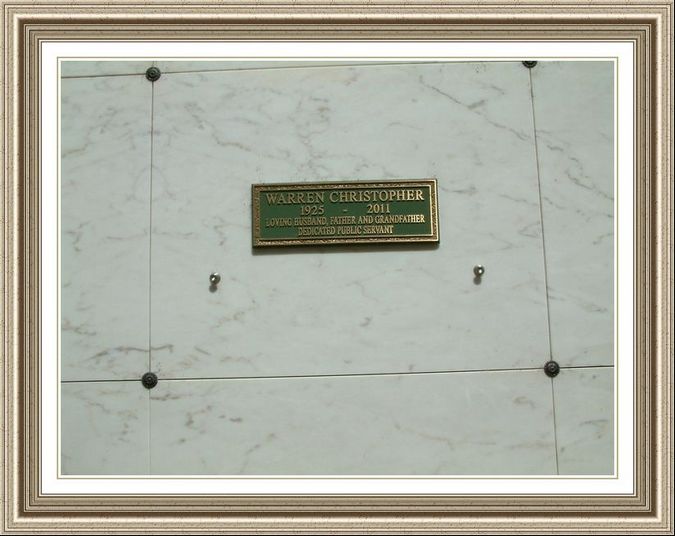 WARREN CHRISTOPHER
1925 - 2011
LOVING HUSBAND, FATHER AND GRANDFATHER
DEDICATED PUBLIC SERVANT